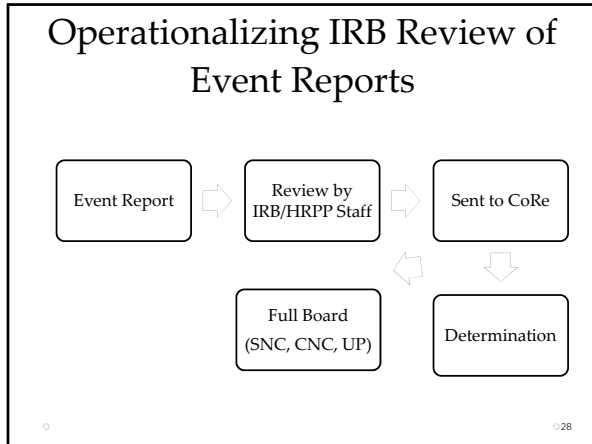 Operationalizing IRB Review of
Event Reports
Event Report
Review by
IRB/HRPP Staff
Sent to CoRe
Full Board
(SNC, CNC, UP)
Determination
28